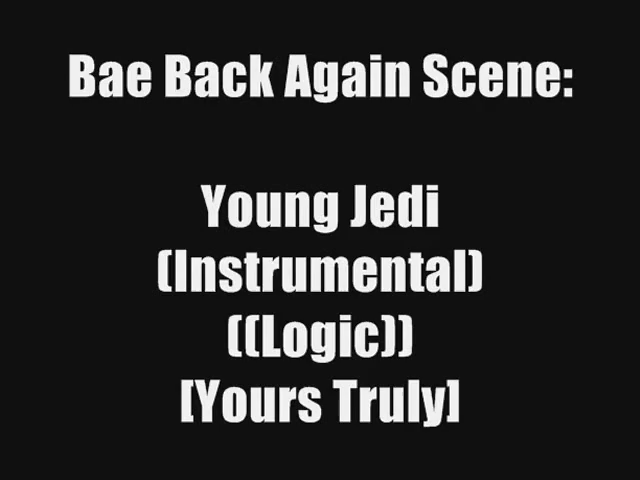 Bae Back Again Scene:
Young Jedi
(Instrumental)
((Logic))
[Yours Truly]